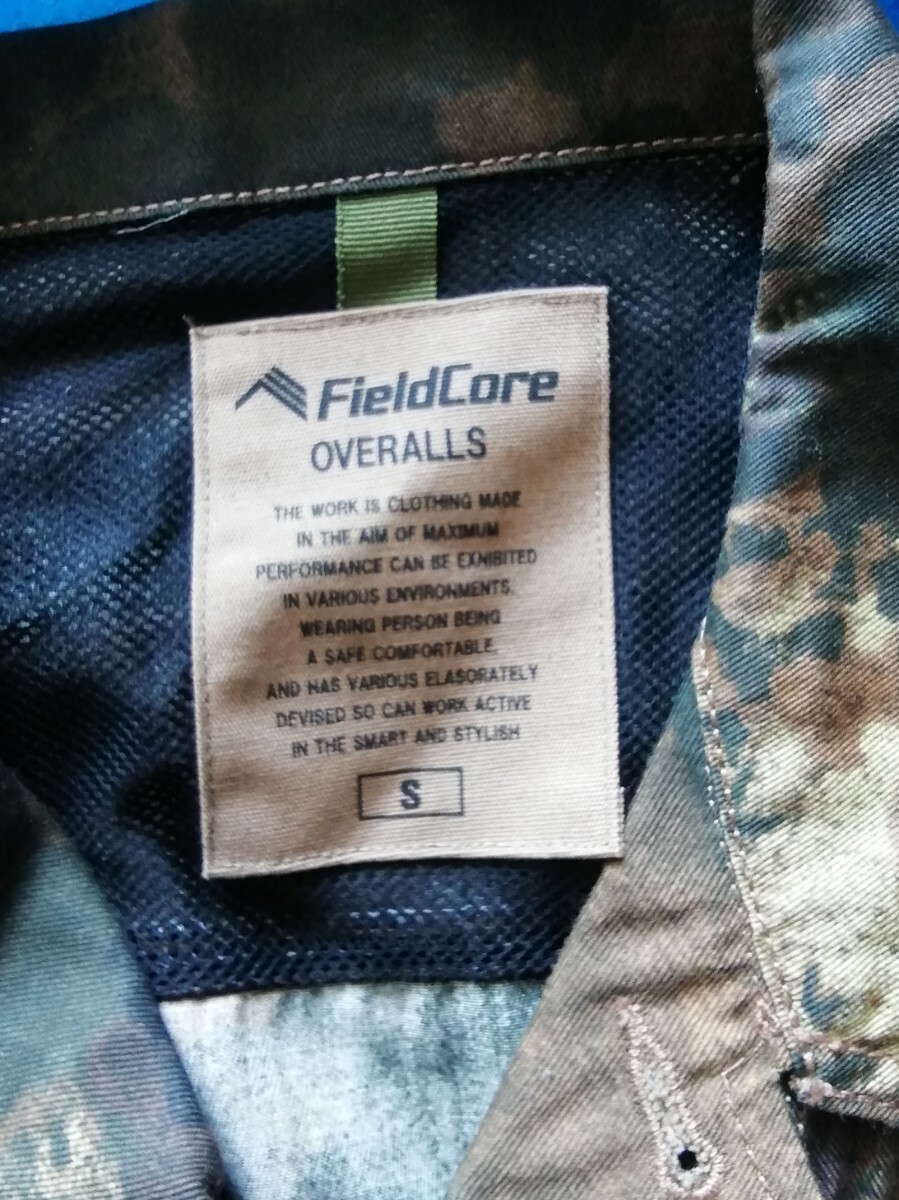 FieldCore
OVERALLS
THE WORK IS CLOTHING MADE
IN THE AIM OF MAXIMUM
PERFORMANCE CAN BE EXHIBITED
IN VARIOUS ENVIRONMENTS.
WEARING PERSON BEING
A SAFE COMFORTABLE.
AND HAS VARIOUS ELASORATELY
DEVISED SO CAN WORK ACTIVE
IN THE SMART AND STYLISH
S